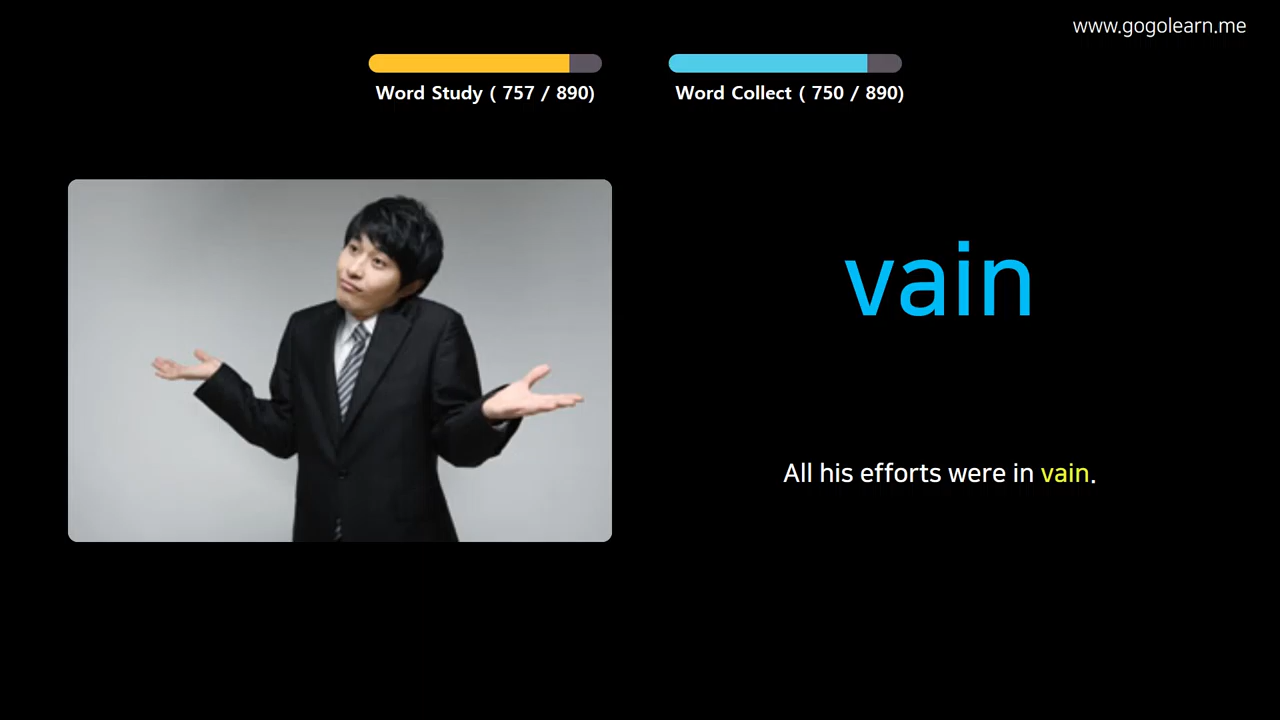 www.gogolearn.me
Word Study ( 757 / 890)
Word Collect ( 750 / 890)
vain
All his efforts were in vain.